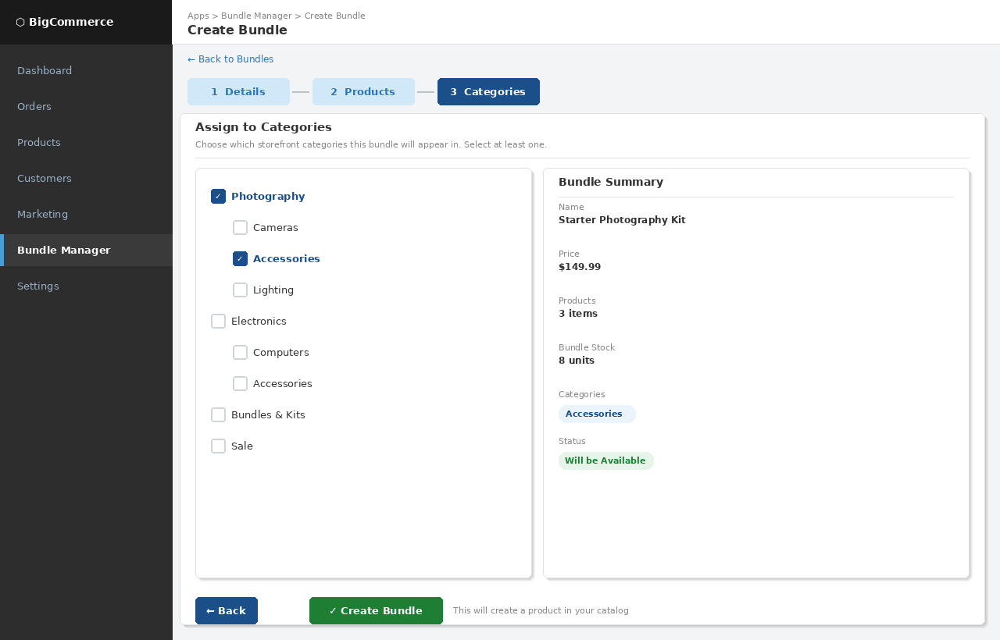 ⬡ BigCommerce
Apps > Bundle Manager > Create Bundle
Create Bundle
Dashboard
Orders
Products
Customers
Marketing
Bundle Manager
Settings
← Back to Bundles
1 Details
2 Products
3 Categories
Assign to Categories
Choose which storefront categories this bundle will appear in. Select at least one.
✓ Photography
Cameras
✓ Accessories
Lighting
Electronics
Computers
Accessories
Bundles & Kits
Sale
Bundle Summary
Name
Starter Photography Kit
Price
$149.99
Products
3 items
Bundle Stock
8 units
Categories
Accessories
Status
Will be Available
← Back
✓ Create Bundle
This will create a product in your catalog